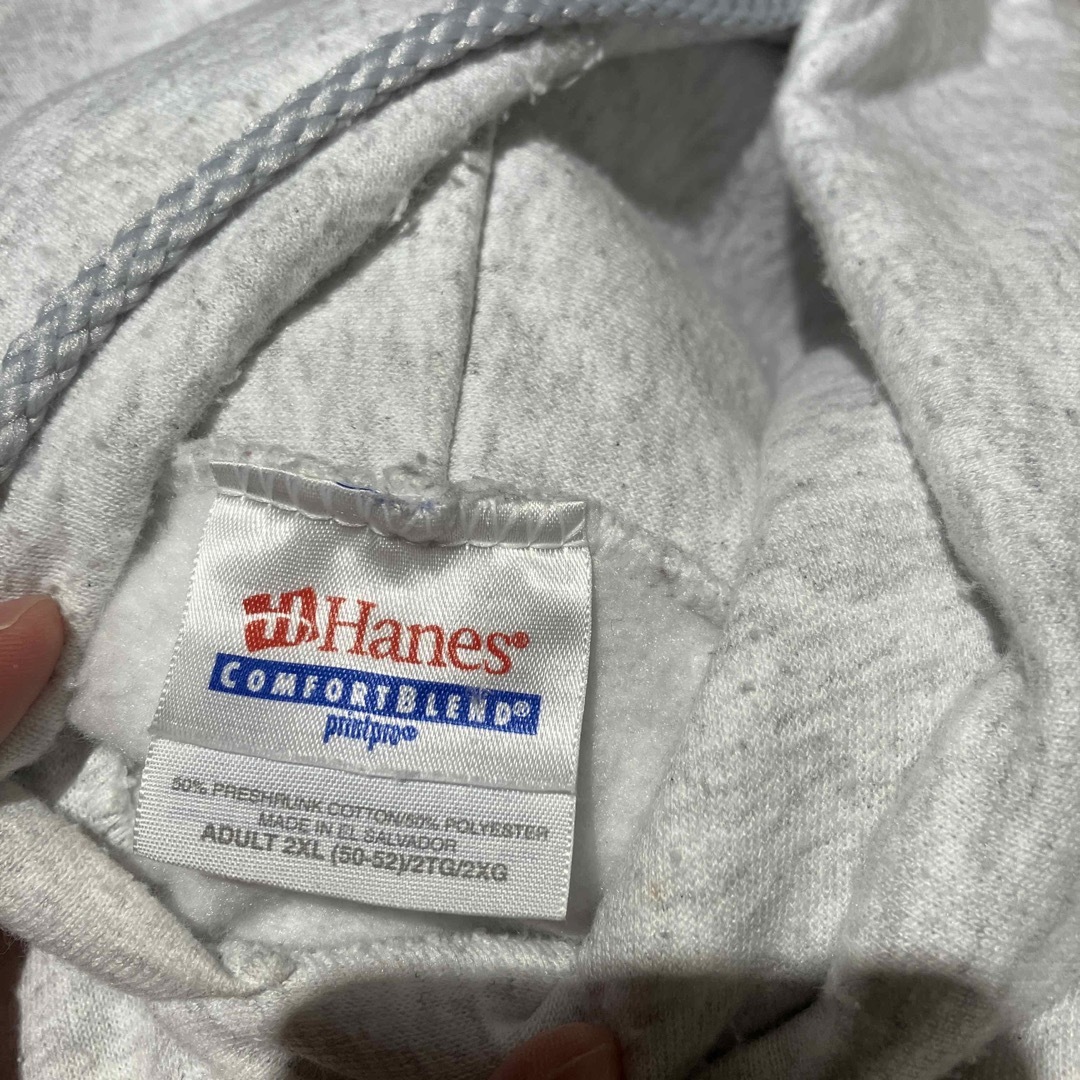 Hanes®
COMFORTBLEND®
printpro®
50% PRESHRUNK COTTON/50% POLYESTER
MADE IN EL SALVADOR
ADULT 2XL (50-52)/2TG/2XG